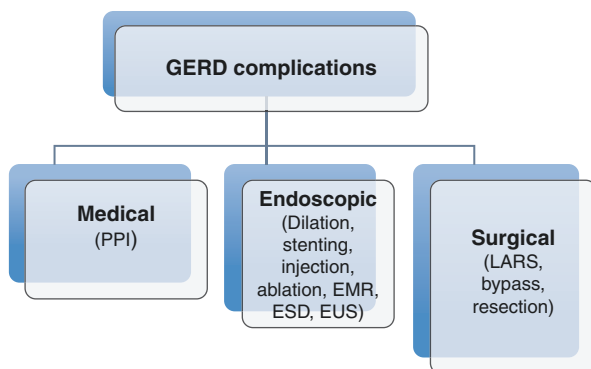 GERD complications
Medical
(PPI)
Endoscopic
(Dilation,
stenting,
injection,
ablation, EMR,
ESD, EUS)
Surgical
(LARS,
bypass,
resection)